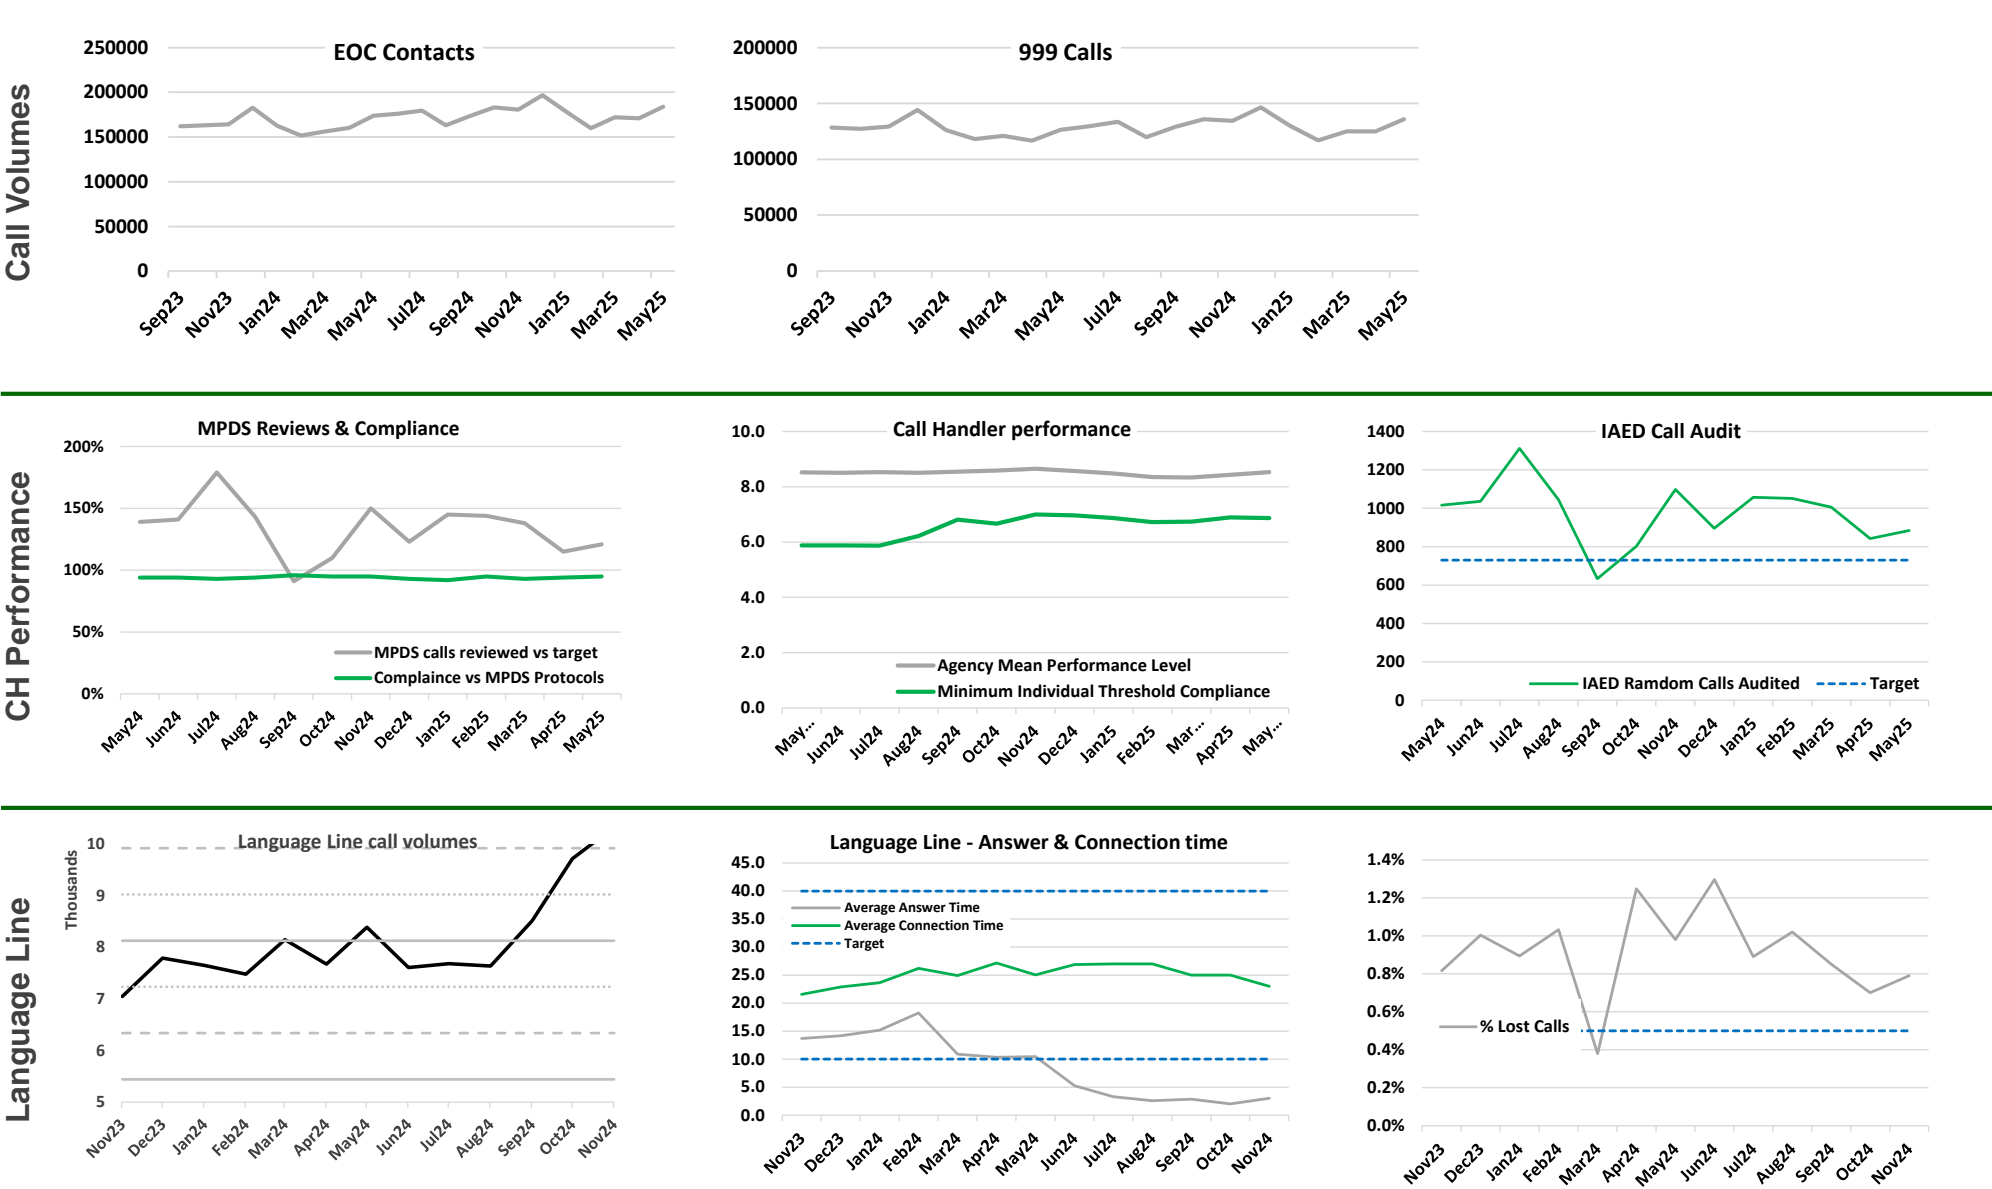 Call Volumes
EOC Contacts
250000
200000
150000
100000
50000
0
Sep23 Nov23 Jan24 Mar24 May24 Jul24 Sep24 Nov24 Jan25 Mar25 May25
999 Calls
200000
150000
100000
50000
0
Sep23 Nov23 Jan24 Mar24 May24 Jul24 Sep24 Nov24 Jan25 Mar25 May25
CH Performance
MPDS Reviews & Compliance
200%
150%
100%
50%
0%
MPDS calls reviewed vs target
Complaince vs MPDS Protocols
May24 Jun24 Jul24 Aug24 Sep24 Oct24 Nov24 Dec24 Jan25 Feb25 Mar25 Apr25 May25
Call Handler performance
10.0
8.0
6.0
4.0
2.0
0.0
Agency Mean Performance Level
Minimum Individual Threshold Compliance
May... Jun24 Jul24 Aug24 Sep24 Oct24 Nov24 Dec24 Jan25 Feb25 Mar... Apr25 May...
IAED Call Audit
1400
1200
1000
800
600
400
200
0
IAED Ramdom Calls Audited
Target
May24 Jun24 Jul24 Aug24 Sep24 Oct24 Nov24 Dec24 Jan25 Feb25 Mar25 Apr25 May25
Language Line
Language Line call volumes
Thousands
10
9
8
7
6
5
Nov23 Dec23 Jan24 Feb24 Mar24 Apr24 May24 Jun24 Jul24 Aug24 Sep24 Oct24 Nov24
Language Line - Answer & Connection time
45.0
40.0
35.0
30.0
25.0
20.0
15.0
10.0
5.0
0.0
Average Answer Time
Average Connection Time
Target
Nov23 Dec23 Jan24 Feb24 Mar24 Apr24 May24 Jun24 Jul24 Aug24 Sep24 Oct24 Nov24
1.4%
1.2%
1.0%
0.8%
0.6%
0.4%
0.2%
0.0%
% Lost Calls
Nov23 Dec23 Jan24 Feb24 Mar24 Apr24 May24 Jun24 Jul24 Aug24 Sep24 Oct24 Nov24